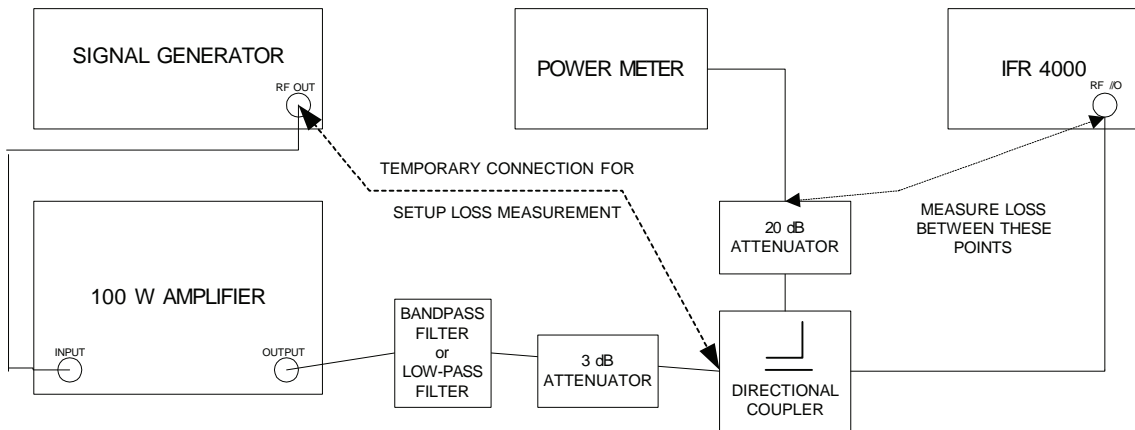 SIGNAL GENERATOR
RF OUT
POWER METER
IFR 4000
RF I/O
TEMPORARY CONNECTION FOR
SETUP LOSS MEASUREMENT
20 dB
ATTENUATOR
MEASURE LOSS
BETWEEN THESE
POINTS
100 W AMPLIFIER
INPUT
OUTPUT
BANDPASS
FILTER
or
LOW-PASS
FILTER
3 dB
ATTENUATOR
DIRECTIONAL
COUPLER